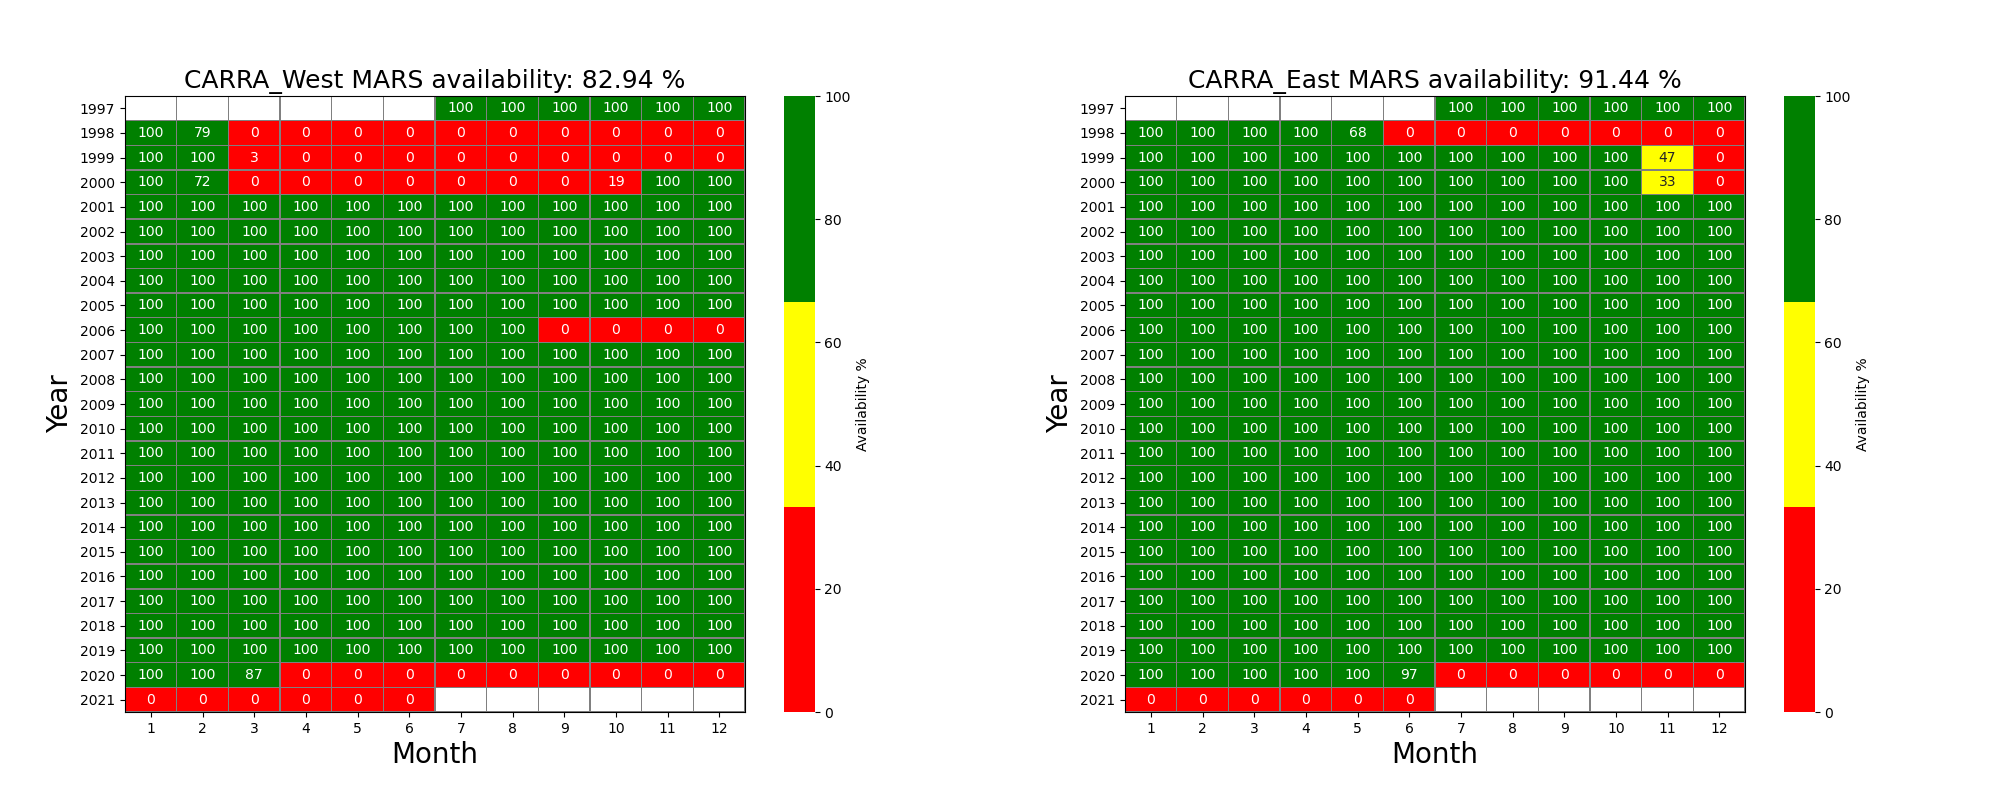 CARRA_West MARS availability: 82.94 %
1997 100 100 100 100 100 100
1998 100 79 0 0 0 0 0 0 0 0 0 0
1999 100 100 3 0 0 0 0 0 0 0 0 0
2000 100 72 0 0 0 0 0 0 0 19 100 100
2001 100 100 100 100 100 100 100 100 100 100 100 100
2002 100 100 100 100 100 100 100 100 100 100 100 100
2003 100 100 100 100 100 100 100 100 100 100 100 100
2004 100 100 100 100 100 100 100 100 100 100 100 100
2005 100 100 100 100 100 100 100 100 100 100 100 100
2006 100 100 100 100 100 100 100 100 0 0 0 0
2007 100 100 100 100 100 100 100 100 100 100 100 100
2008 100 100 100 100 100 100 100 100 100 100 100 100
2009 100 100 100 100 100 100 100 100 100 100 100 100
2010 100 100 100 100 100 100 100 100 100 100 100 100
2011 100 100 100 100 100 100 100 100 100 100 100 100
2012 100 100 100 100 100 100 100 100 100 100 100 100
2013 100 100 100 100 100 100 100 100 100 100 100 100
2014 100 100 100 100 100 100 100 100 100 100 100 100
2015 100 100 100 100 100 100 100 100 100 100 100 100
2016 100 100 100 100 100 100 100 100 100 100 100 100
2017 100 100 100 100 100 100 100 100 100 100 100 100
2018 100 100 100 100 100 100 100 100 100 100 100 100
2019 100 100 100 100 100 100 100 100 100 100 100 100
2020 100 100 87 0 0 0 0 0 0 0 0 0
2021 0 0 0 0 0 0
1 2 3 4 5 6 7 8 9 10 11 12
Month
Year
100
80
60
40
20
0
Availability %
CARRA_East MARS availability: 91.44 %
1997 100 100 100 100 100 100
1998 100 100 100 100 68 0 0 0 0 0 0 0
1999 100 100 100 100 100 100 100 100 100 100 47 0
2000 100 100 100 100 100 100 100 100 100 100 33 0
2001 100 100 100 100 100 100 100 100 100 100 100 100
2002 100 100 100 100 100 100 100 100 100 100 100 100
2003 100 100 100 100 100 100 100 100 100 100 100 100
2004 100 100 100 100 100 100 100 100 100 100 100 100
2005 100 100 100 100 100 100 100 100 100 100 100 100
2006 100 100 100 100 100 100 100 100 100 100 100 100
2007 100 100 100 100 100 100 100 100 100 100 100 100
2008 100 100 100 100 100 100 100 100 100 100 100 100
2009 100 100 100 100 100 100 100 100 100 100 100 100
2010 100 100 100 100 100 100 100 100 100 100 100 100
2011 100 100 100 100 100 100 100 100 100 100 100 100
2012 100 100 100 100 100 100 100 100 100 100 100 100
2013 100 100 100 100 100 100 100 100 100 100 100 100
2014 100 100 100 100 100 100 100 100 100 100 100 100
2015 100 100 100 100 100 100 100 100 100 100 100 100
2016 100 100 100 100 100 100 100 100 100 100 100 100
2017 100 100 100 100 100 100 100 100 100 100 100 100
2018 100 100 100 100 100 100 100 100 100 100 100 100
2019 100 100 100 100 100 100 100 100 100 100 100 100
2020 100 100 100 100 100 97 0 0 0 0 0 0
2021 0 0 0 0 0 0
1 2 3 4 5 6 7 8 9 10 11 12
Month
Year
100
80
60
40
20
0
Availability %